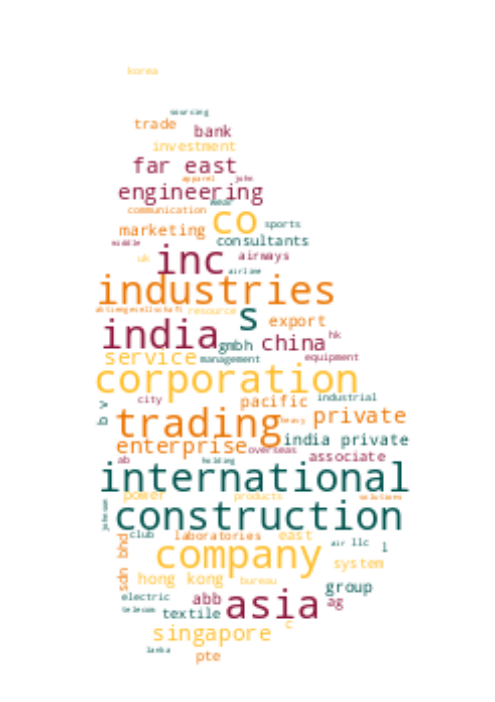 korea
sourcing
trade
bank
investment
far east
apparel john
engineering
wear
communication
co
sports
marketing
consultants
middle
inc
airways
uk
airline
industries
aktiengesellschaft resource
s
export
india
hk
gmbh
china
service
management
equipment
corporation
city
pacific
industrial
b v
trading
private
heavy
enterprise
india private
overseas
associate
ab
holding
international
power
products
solutions
johnson
construction
club
laboratories
east
air llc
l
company
sdn bhd
system
hong kong
bureau
group
electric
abb
asia
ag
telecom
textile
c
singapore
lanka
pte